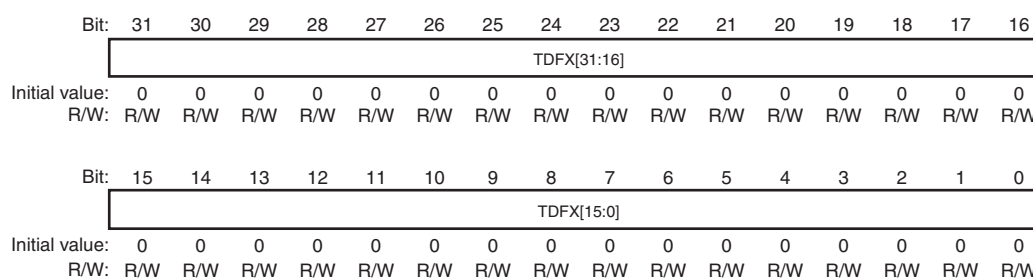 Bit: 31 30 29 28 27 26 25 24 23 22 21 20 19 18 17 16
TDFX[31:16]
Initial value: 0 0 0 0 0 0 0 0 0 0 0 0 0 0 0 0
R/W: R/W R/W R/W R/W R/W R/W R/W R/W R/W R/W R/W R/W R/W R/W R/W R/W
Bit: 15 14 13 12 11 10 9 8 7 6 5 4 3 2 1 0
TDFX[15:0]
Initial value: 0 0 0 0 0 0 0 0 0 0 0 0 0 0 0 0
R/W: R/W R/W R/W R/W R/W R/W R/W R/W R/W R/W R/W R/W R/W R/W R/W R/W